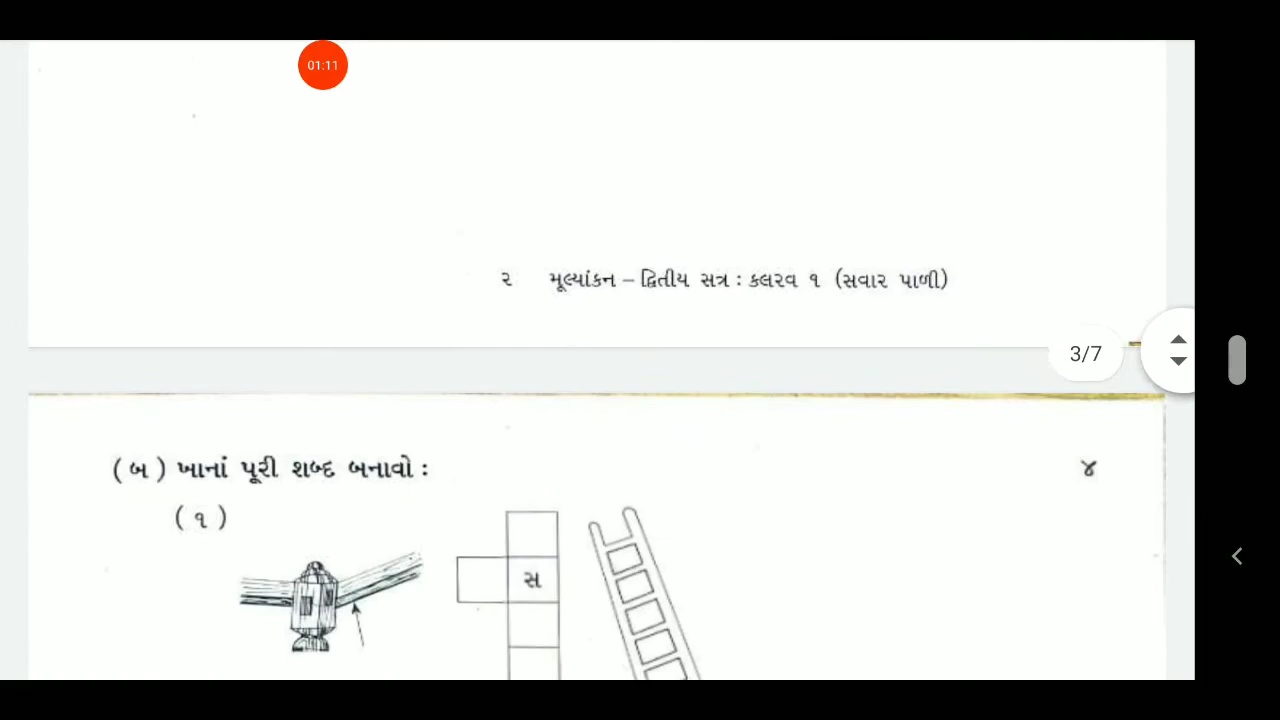 01:11
૨ મૂલ્યાંકન – દ્વિતીય સત્ર : કલરવ ૧ (સવાર પાળી)
3/7
(બ) ખાનાં પૂરી શબ્દ બનાવો : ૪
(૧)
સ